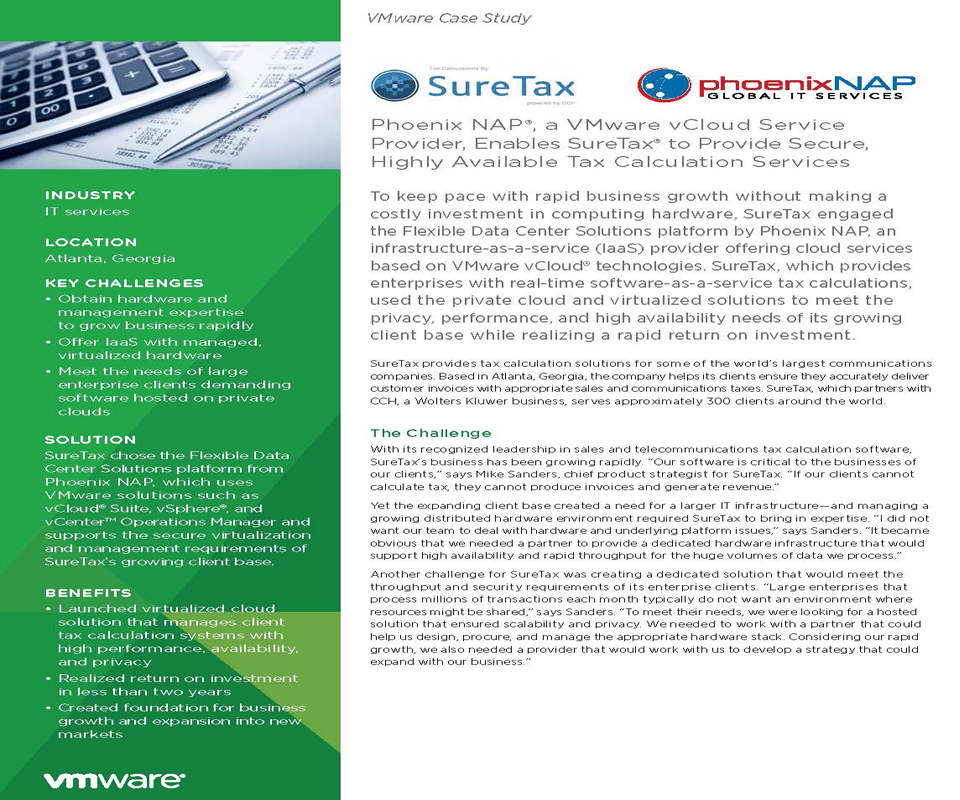 VMware Case Study
Tax Calculations by:
SureTax
powered by CCH
phoenixNAP
GLOBAL IT SERVICES
Phoenix NAP®, a VMware vCloud Service
Provider, Enables SureTax® to Provide Secure,
Highly Available Tax Calculation Services
To keep pace with rapid business growth without making a
costly investment in computing hardware, SureTax engaged
the Flexible Data Center Solutions platform by Phoenix NAP, an
infrastructure-as-a-service (IaaS) provider offering cloud services
based on VMware vCloud® technologies. SureTax, which provides
enterprises with real-time software-as-a-service tax calculations,
used the private cloud and virtualized solutions to meet the
privacy, performance, and high availability needs of its growing
client base while realizing a rapid return on investment.
SureTax provides tax calculation solutions for some of the world's largest communications
companies. Based in Atlanta, Georgia, the company helps its clients ensure they accurately deliver
customer invoices with appropriate sales and communications taxes. SureTax, which partners with
CCH, a Wolters Kluwer business, serves approximately 300 clients around the world.
The Challenge
With its recognized leadership in sales and telecommunications tax calculation software,
SureTax's business has been growing rapidly. “Our software is critical to the businesses of
our clients,” says Mike Sanders, chief product strategist for SureTax. “If our clients cannot
calculate tax, they cannot produce invoices and generate revenue.”
Yet the expanding client base created a need for a larger IT infrastructure—and managing a
growing distributed hardware environment required SureTax to bring in expertise. “I did not
want our team to deal with hardware and underlying platform issues,” says Sanders. “It became
obvious that we needed a partner to provide a dedicated hardware infrastructure that would
support high availability and rapid throughput for the huge volumes of data we process.”
Another challenge for SureTax was creating a dedicated solution that would meet the
throughput and security requirements of its enterprise clients. “Large enterprises that
process millions of transactions each month typically do not want an environment where
resources might be shared,” says Sanders. “To meet their needs, we were looking for a hosted
solution that ensured scalability and privacy. We needed to work with a partner that could
help us design, procure, and manage the appropriate hardware stack. Considering our rapid
growth, we also needed a provider that would work with us to develop a strategy that could
expand with our business.”
INDUSTRY
IT services
LOCATION
Atlanta, Georgia
KEY CHALLENGES
• Obtain hardware and
management expertise
to grow business rapidly
• Offer IaaS with managed,
virtualized hardware
• Meet the needs of large
enterprise clients demanding
software hosted on private
clouds
SOLUTION
SureTax chose the Flexible Data
Center Solutions platform from
Phoenix NAP, which uses
VMware solutions such as
vCloud® Suite, vSphere®, and
vCenter™ Operations Manager and
supports the secure virtualization
and management requirements of
SureTax's growing client base.
BENEFITS
• Launched virtualized cloud
solution that manages client
tax calculation systems with
high performance, availability,
and privacy
• Realized return on investment
in less than two years
• Created foundation for business
growth and expansion into new
markets
vmware®